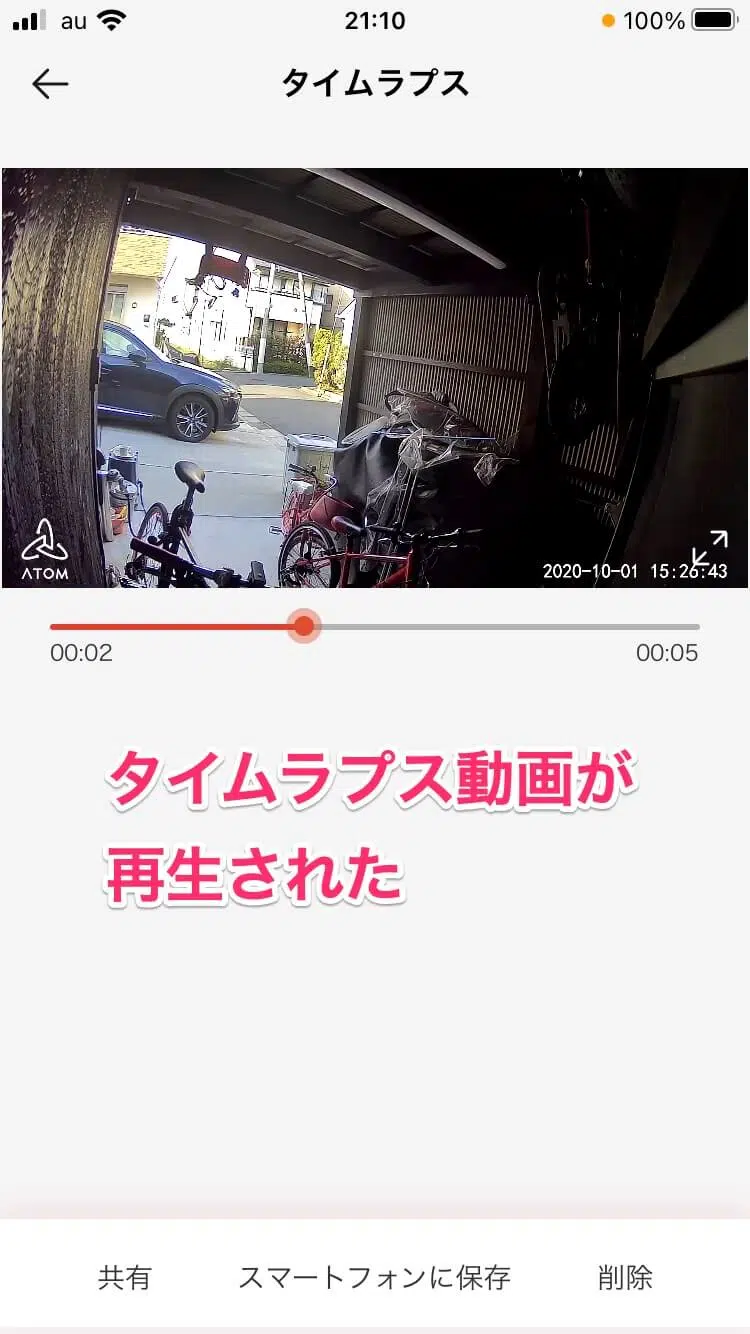 au 21:10 100%
タイムラプス
ATOM
2020-10-01 15:26:43
00:02 00:05
タイムラプス動画が
再生された
共有 スマートフォンに保存 削除